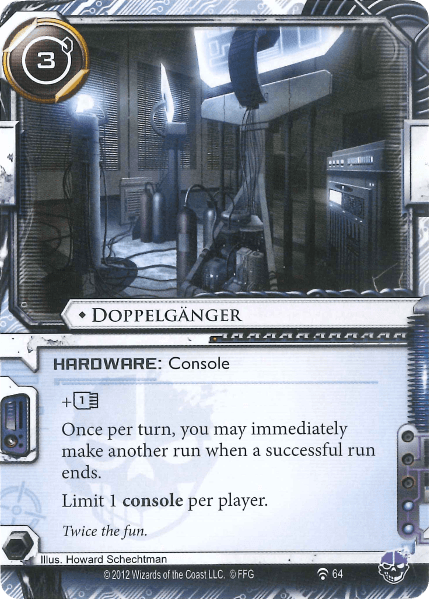 3
◆ DOPPELGÄNGER
HARDWARE: Console
+1
Once per turn, you may immediately
make another run when a successful run
ends.
Limit 1 console per player.
Twice the fun.
Illus. Howard Schechtman
© 2012 Wizards of the Coast LLC. © FFG 64